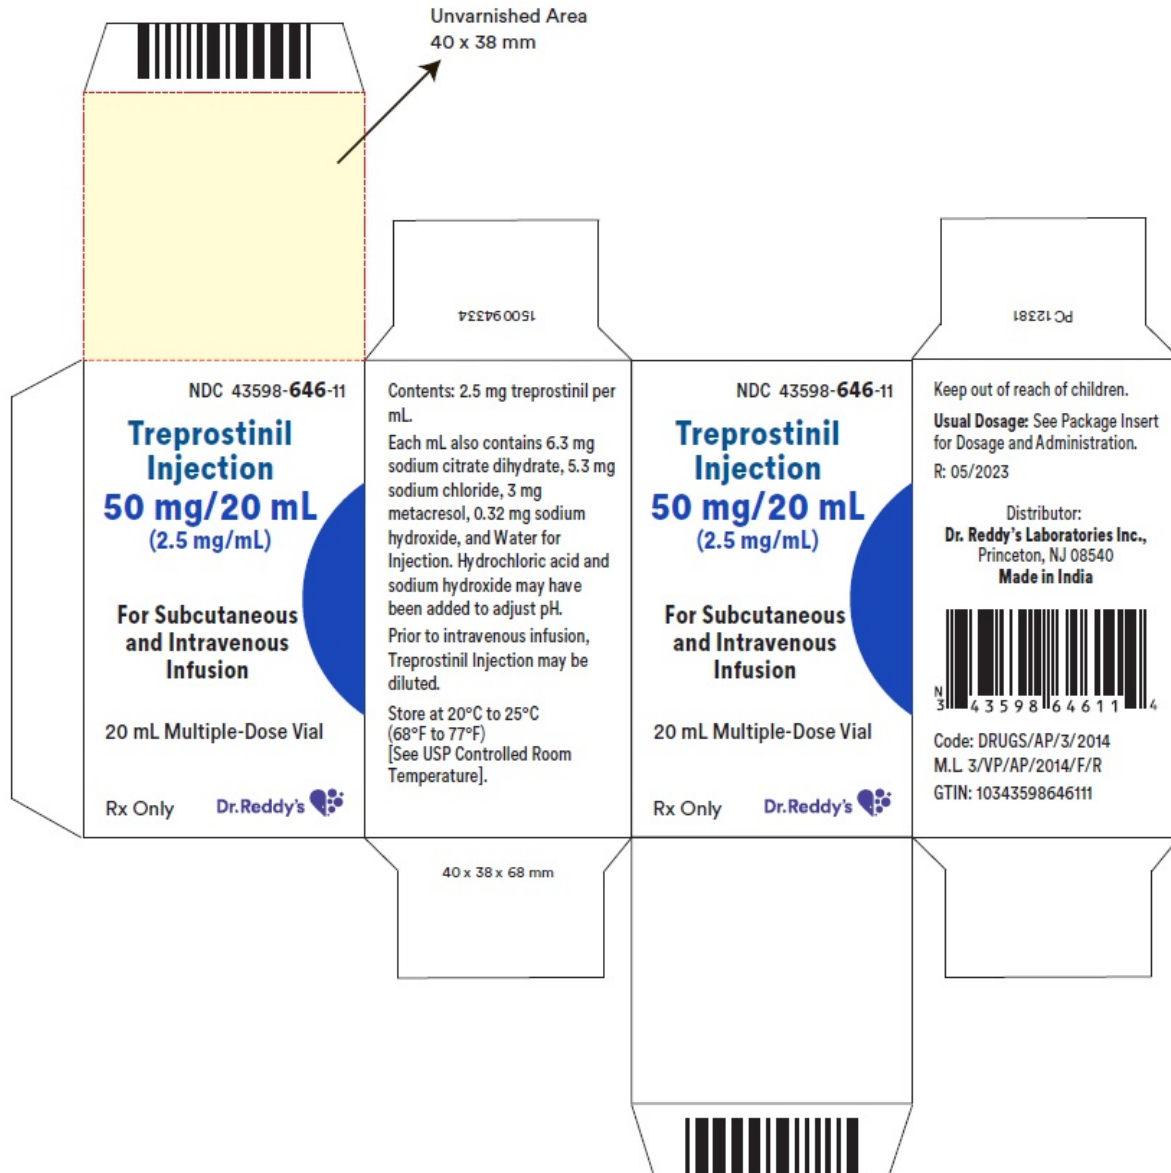 Unvarnished Area
40 x 38 mm
150094334
PC 12381
NDC 43598-646-11
Treprostinil
Injection
50 mg/20 mL
(2.5 mg/mL)
For Subcutaneous
and Intravenous
Infusion
20 mL Multiple-Dose Vial
Rx Only
Dr.Reddy's
Contents: 2.5 mg treprostinil per
mL.
Each mL also contains 6.3 mg
sodium citrate dihydrate, 5.3 mg
sodium chloride, 3 mg
metacresol, 0.32 mg sodium
hydroxide, and Water for
Injection. Hydrochloric acid and
sodium hydroxide may have
been added to adjust pH.
Prior to intravenous infusion,
Treprostinil Injection may be
diluted.
Store at 20°C to 25°C
(68°F to 77°F)
[See USP Controlled Room
Temperature].
40 x 38 x 68 mm
NDC 43598-646-11
Treprostinil
Injection
50 mg/20 mL
(2.5 mg/mL)
For Subcutaneous
and Intravenous
Infusion
20 mL Multiple-Dose Vial
Rx Only
Dr.Reddy's
Keep out of reach of children.
Usual Dosage: See Package Insert
for Dosage and Administration.
R: 05/2023
Distributor:
Dr. Reddy's Laboratories Inc.,
Princeton, NJ 08540
Made in India
N
3 43598 64611 4
Code: DRUGS/AP/3/2014
M.L. 3/VP/AP/2014/F/R
GTIN: 10343598646111